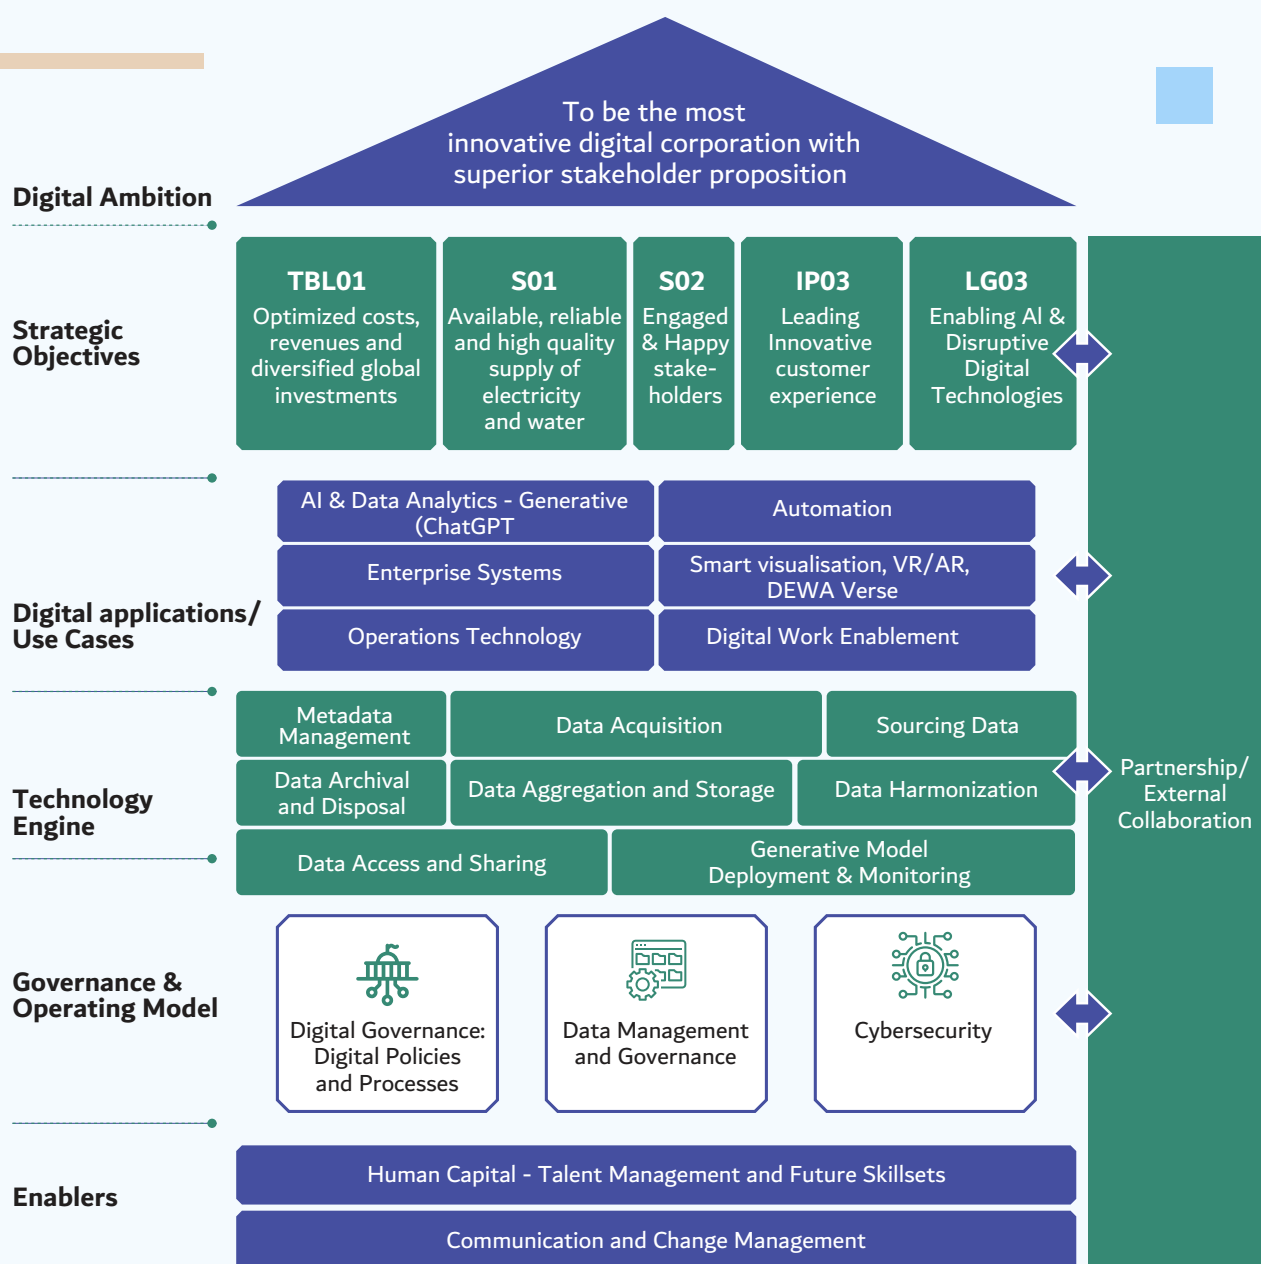 To be the most
innovative digital corporation with
superior stakeholder proposition
Digital Ambition
Strategic
Objectives
TBL01
Optimized costs,
revenues and
diversified global
investments
S01
Available, reliable
and high quality
supply of
electricity
and water
S02
Engaged
& Happy
stake-
holders
IP03
Leading
Innovative
customer
experience
LG03
Enabling AI &
Disruptive
Digital
Technologies
Digital applications/
Use Cases
AI & Data Analytics - Generative
(ChatGPT
Automation
Enterprise Systems
Smart visualisation, VR/AR,
DEWA Verse
Operations Technology
Digital Work Enablement
Technology
Engine
Metadata
Management
Data Acquisition
Sourcing Data
Data Archival
and Disposal
Data Aggregation and Storage
Data Harmonization
Data Access and Sharing
Generative Model
Deployment & Monitoring
Partnership/
External
Collaboration
Governance &
Operating Model
Digital Governance:
Digital Policies
and Processes
Data Management
and Governance
Cybersecurity
Enablers
Human Capital - Talent Management and Future Skillsets
Communication and Change Management